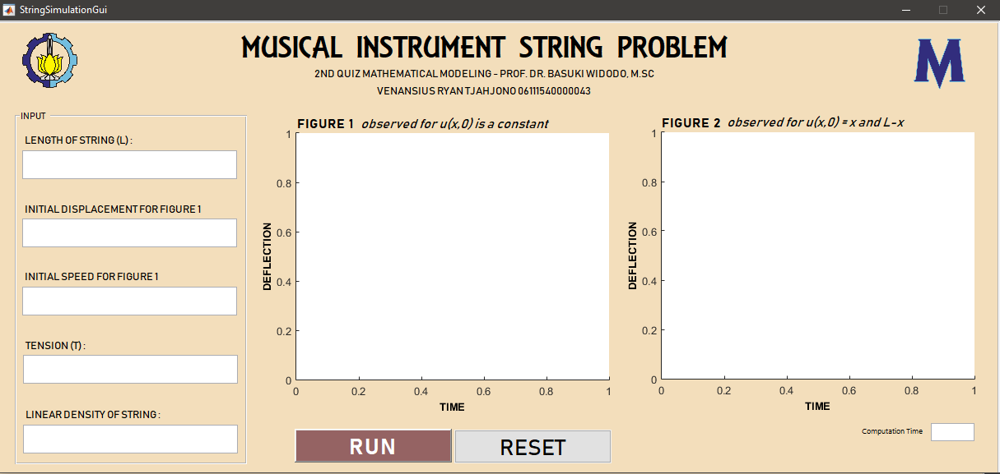 StringSimulationGui
MUSICAL INSTRUMENT STRING PROBLEM
2ND QUIZ MATHEMATICAL MODELING - PROF. DR. BASUKI WIDODO, M.SC
VENANSIUS RYAN TJAHJONO 06111540000043
M
INPUT
LENGTH OF STRING (L) :
INITIAL DISPLACEMENT FOR FIGURE 1
INITIAL SPEED FOR FIGURE 1
TENSION (T) :
LINEAR DENSITY OF STRING :
FIGURE 1 observed for u(x,0) is a constant
1
0.8
0.6
0.4
0.2
0
DEFLECTION
0 0.2 0.4 0.6 0.8 1
TIME
FIGURE 2 observed for u(x,0) = x and L-x
1
0.8
0.6
0.4
0.2
0
DEFLECTION
0 0.2 0.4 0.6 0.8 1
TIME
RUN
RESET
Computation Time